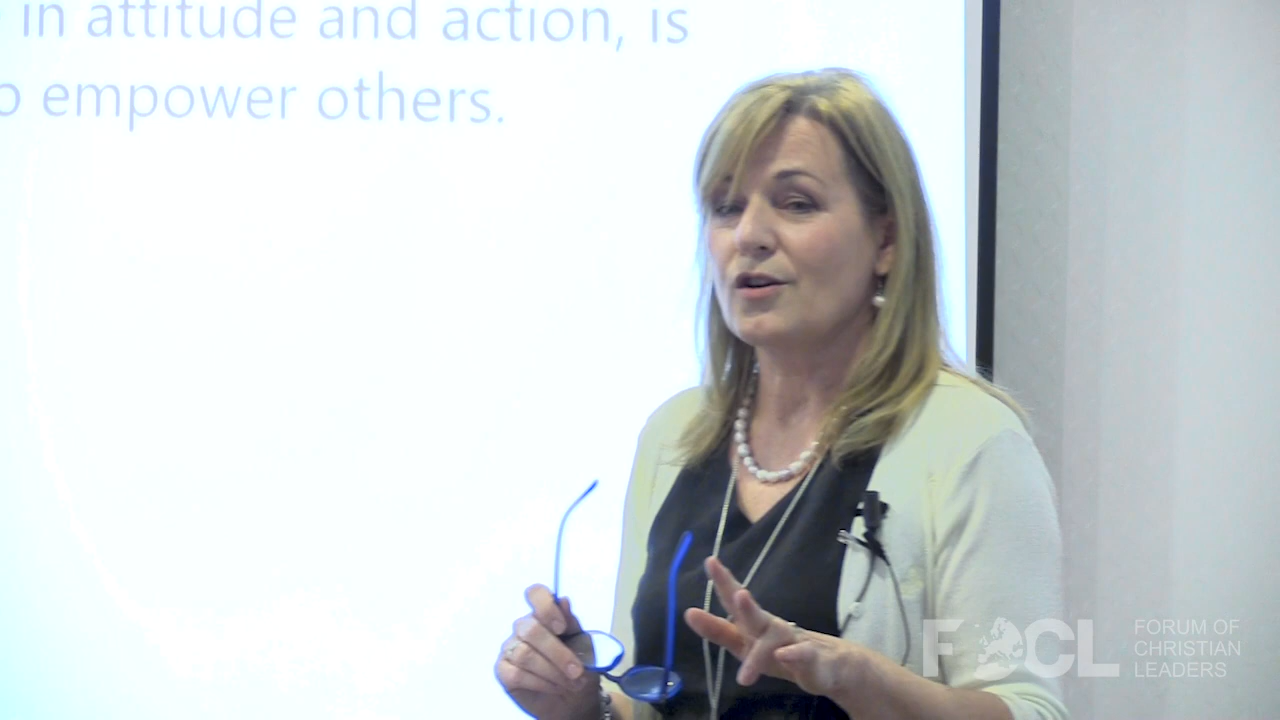 in attitude and action, is
empower others.
FOCL
FORUM OF
CHRISTIAN
LEADERS